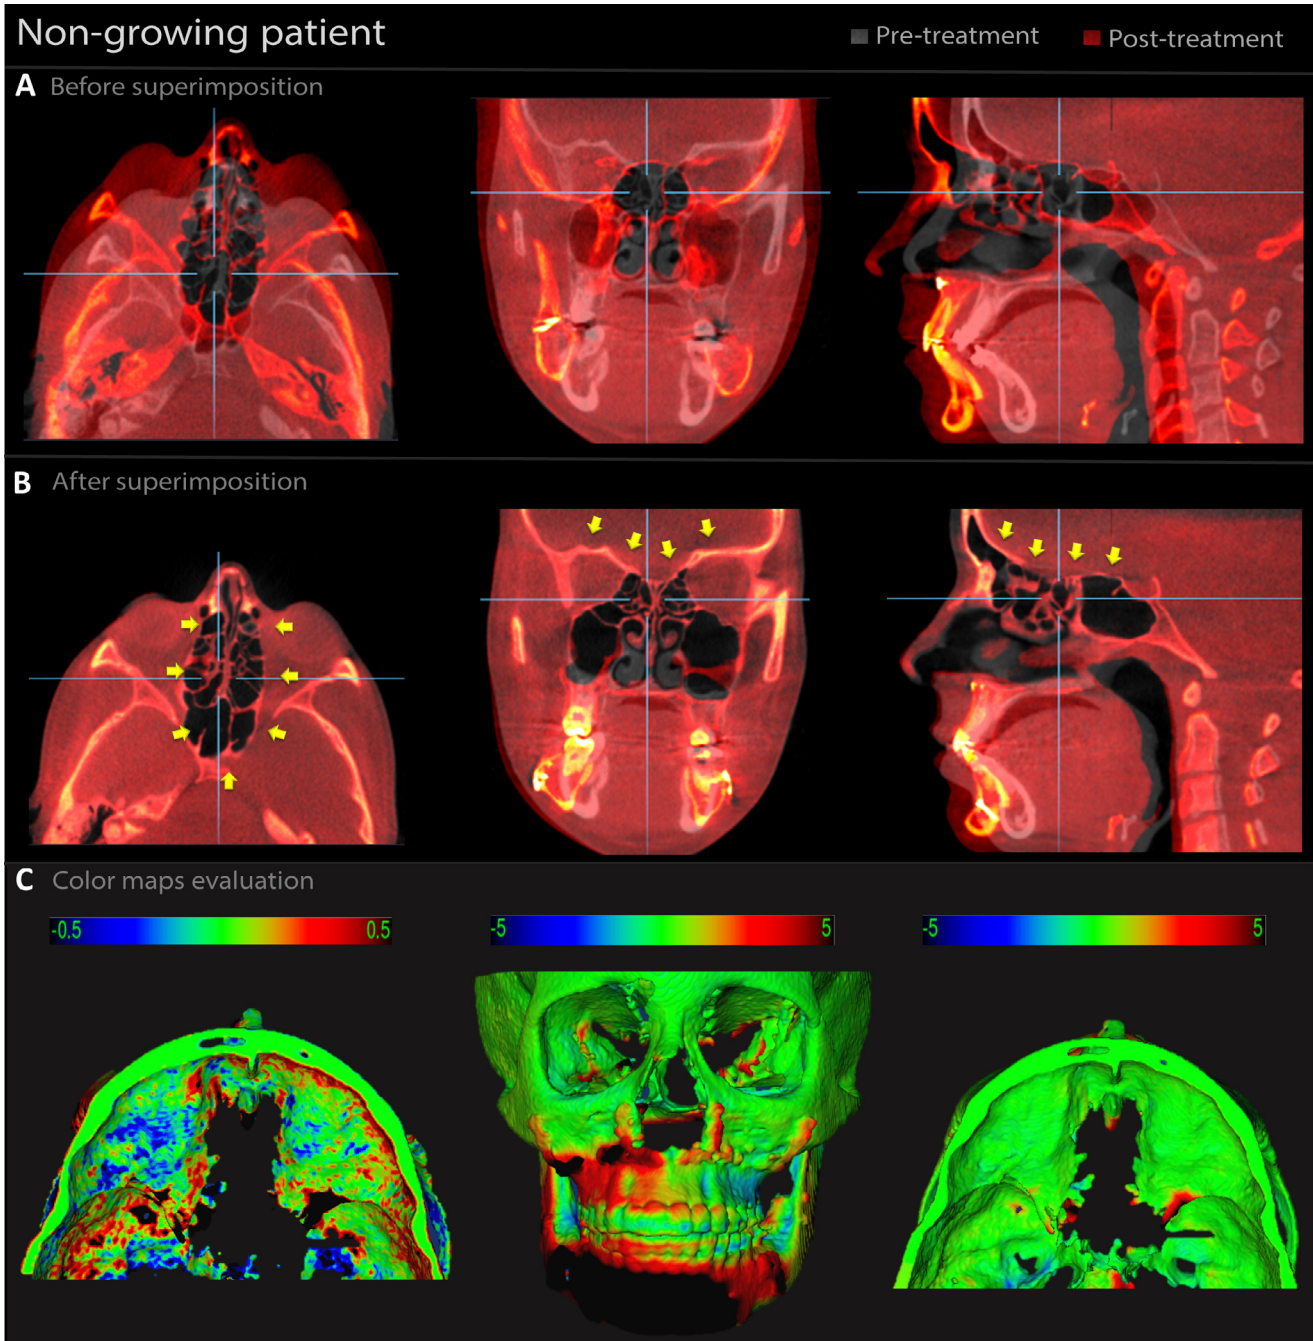 Non-growing patient
Pre-treatment
Post-treatment
A Before superimposition
B After superimposition
C Color maps evaluation
-0.5 0.5
-5 5
-5 5